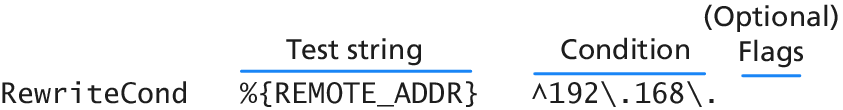 (Optional)
Test string Condition Flags
RewriteCond %{REMOTE_ADDR} ^192\.168\.